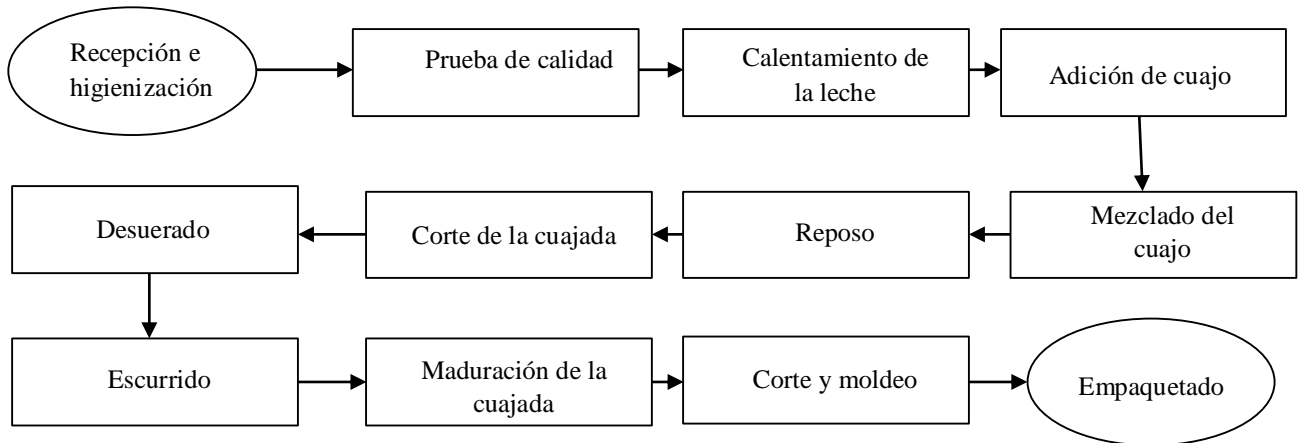 Recepción e
higienización
Prueba de calidad
Calentamiento de
la leche
Adición de cuajo
Mezclado del
cuajo
Reposo
Corte de la cuajada
Desuerado
Escurrido
Maduración de la
cuajada
Corte y moldeo
Empaquetado